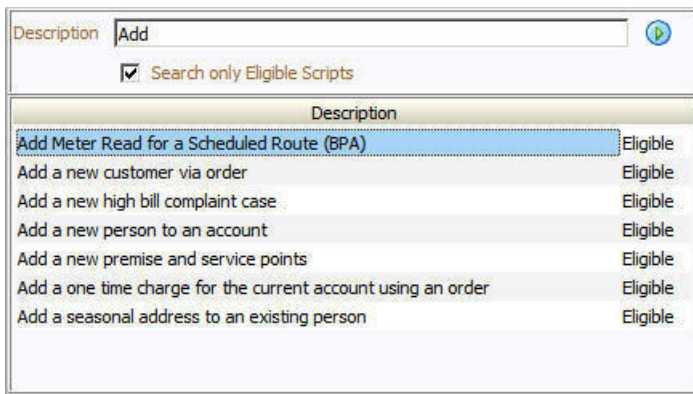 Description Add
Search only Eligible Scripts
Description
Add Meter Read for a Scheduled Route (BPA) Eligible
Add a new customer via order Eligible
Add a new high bill complaint case Eligible
Add a new person to an account Eligible
Add a new premise and service points Eligible
Add a one time charge for the current account using an order Eligible
Add a seasonal address to an existing person Eligible